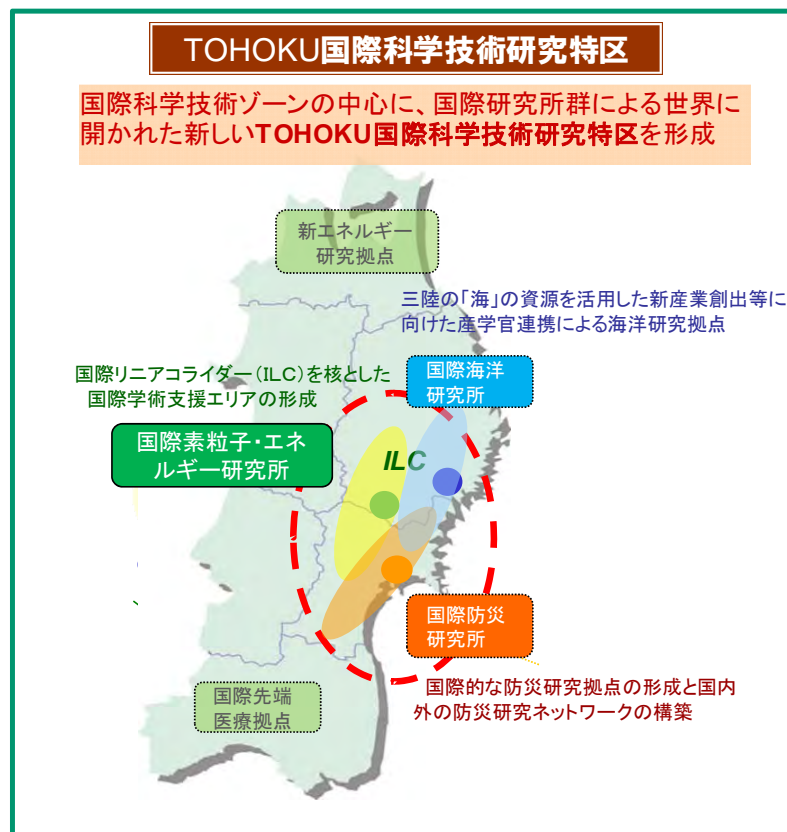 TOHOKU国際科学技術研究特区
国際科学技術ゾーンの中心に、国際研究所群による世界に
開かれた新しいTOHOKU国際科学技術研究特区を形成
新エネルギー
研究拠点
三陸の「海」の資源を活用した新産業創出等に
向けた産学官連携による海洋研究拠点
国際リニアコライダー(ILC)を核とした
国際学術支援エリアの形成
国際海洋
研究所
国際素粒子・エネ
ルギー研究所
ILC
国際防災
研究所
国際的な防災研究拠点の形成と国内
外の防災研究ネットワークの構築
国際先端
医療拠点